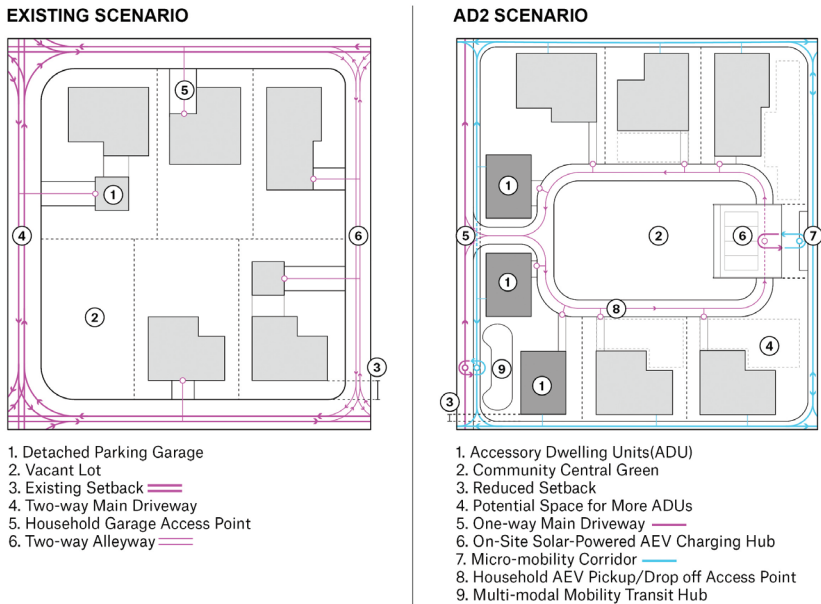 EXISTING SCENARIO
5
1
4
6
2
3
1. Detached Parking Garage
2. Vacant Lot
3. Existing Setback
4. Two-way Main Driveway
5. Household Garage Access Point
6. Two-way Alleyway
AD2 SCENARIO
1
5
2
6
7
1
8
4
9
1
3
1. Accessory Dwelling Units(ADU)
2. Community Central Green
3. Reduced Setback
4. Potential Space for More ADUs
5. One-way Main Driveway
6. On-Site Solar-Powered AEV Charging Hub
7. Micro-mobility Corridor
8. Household AEV Pickup/Drop off Access Point
9. Multi-modal Mobility Transit Hub